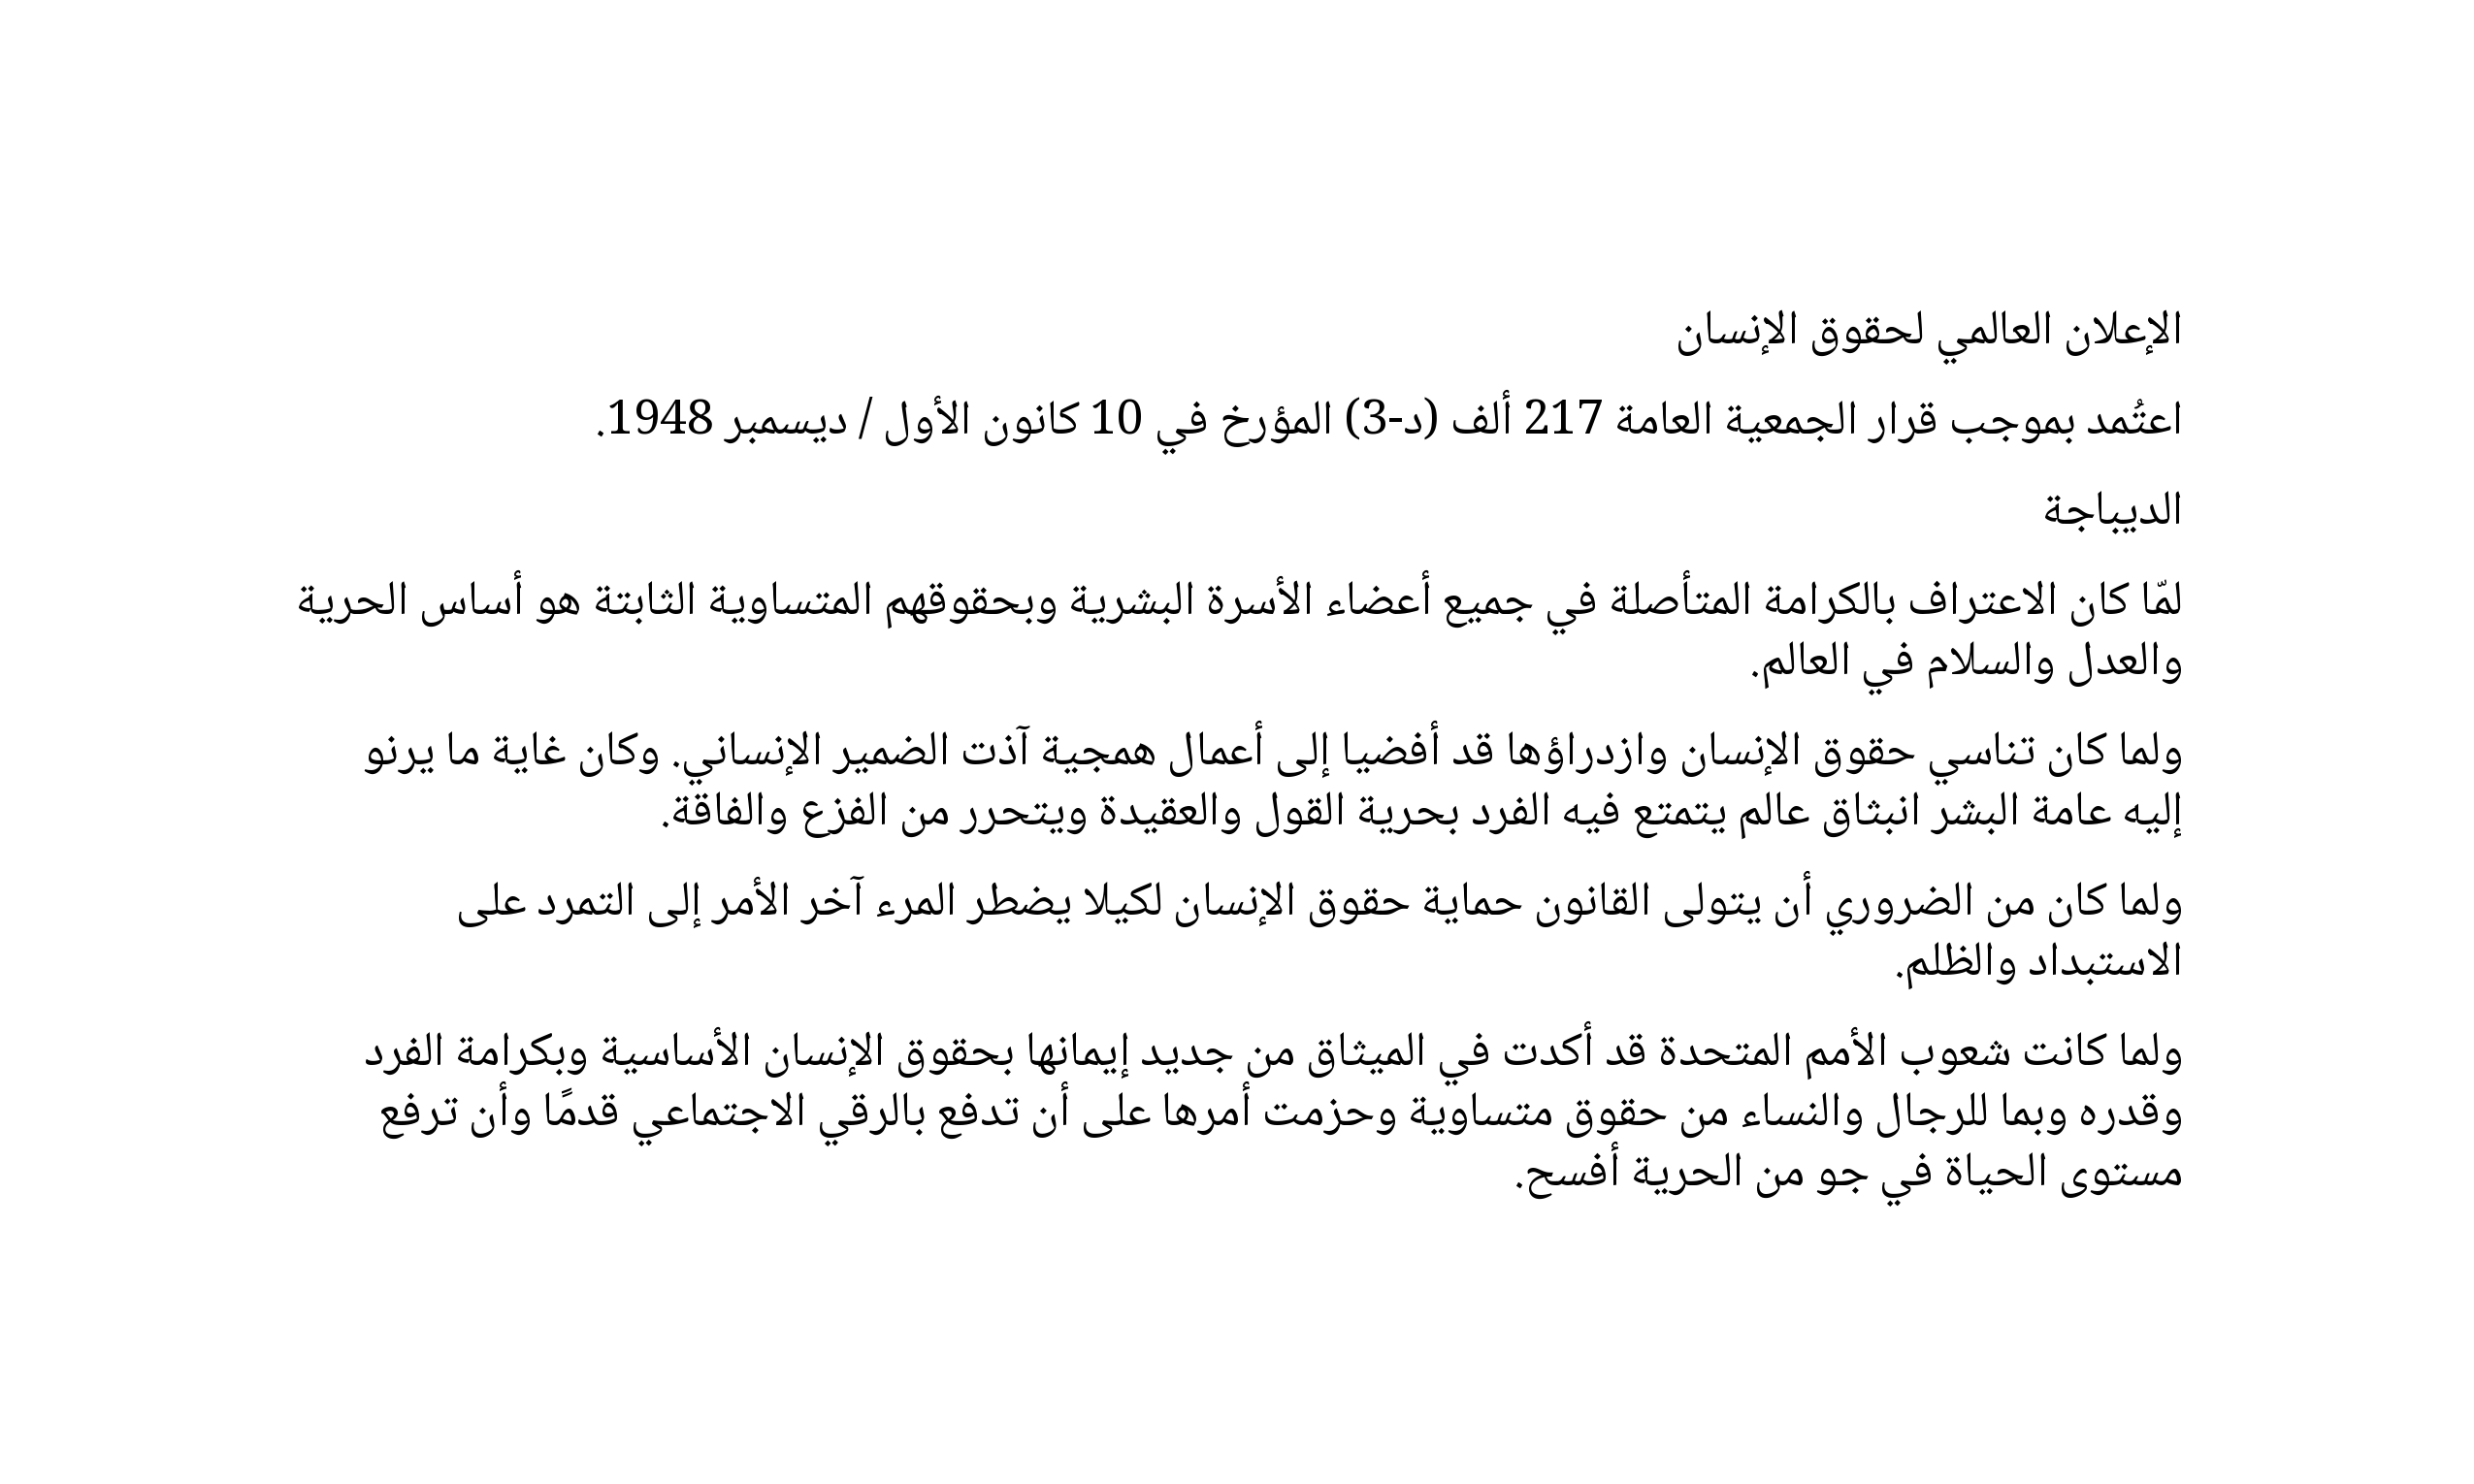 الإعلان العالمي لحقوق الإنسان
اعتُمد بموجب قرار الجمعية العامة 217 ألف (د-3) المؤرخ في 10 كانون الأول / ديسمبر 1948.
الديباجة
لمّا كان الاعتراف بالكرامة المتأصلة في جميع أعضاء الأسرة البشرية وبحقوقهم المتساوية الثابتة هو أساس الحرية
والعدل والسلام في العالم.
ولما كان تناسي حقوق الإنسان وازدراؤها قد أفضيا إلى أعمال همجية آذت الضمير الإنساني. وكان غاية ما يرنو
إليه عامة البشر انبثاق عالم يتمتع فيه الفرد بحرية القول والعقيدة ويتحرر من الفزع والفاقة.
ولما كان من الضروري أن يتولى القانون حماية حقوق الإنسان لكيلا يضطر المرء آخر الأمر إلى التمرد على
الاستبداد والظلم.
ولما كانت شعوب الأمم المتحدة قد أكدت في الميثاق من جديد إيمانها بحقوق الإنسان الأساسية وبكرامة الفرد
وقدره وبما للرجال والنساء من حقوق متساوية وحزمت أمرها على أن تدفع بالرقي الاجتماعي قدمًا وأن ترفع
مستوى الحياة في جو من الحرية أفسح.